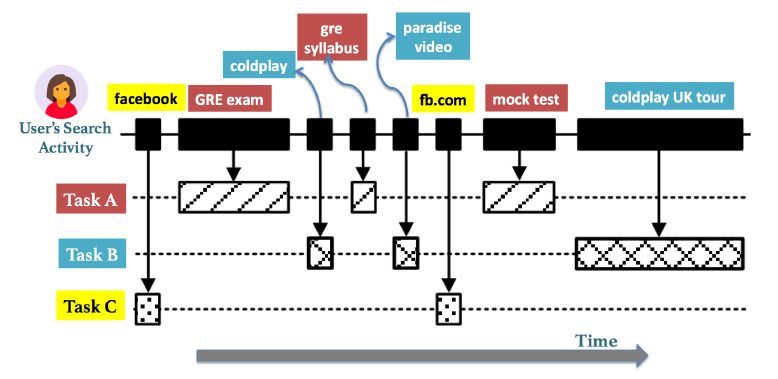 gre
syllabus
paradise
video
coldplay
facebook
GRE exam
fb.com
mock test
coldplay UK tour
User's Search
Activity
Task A
Task B
Task C
Time